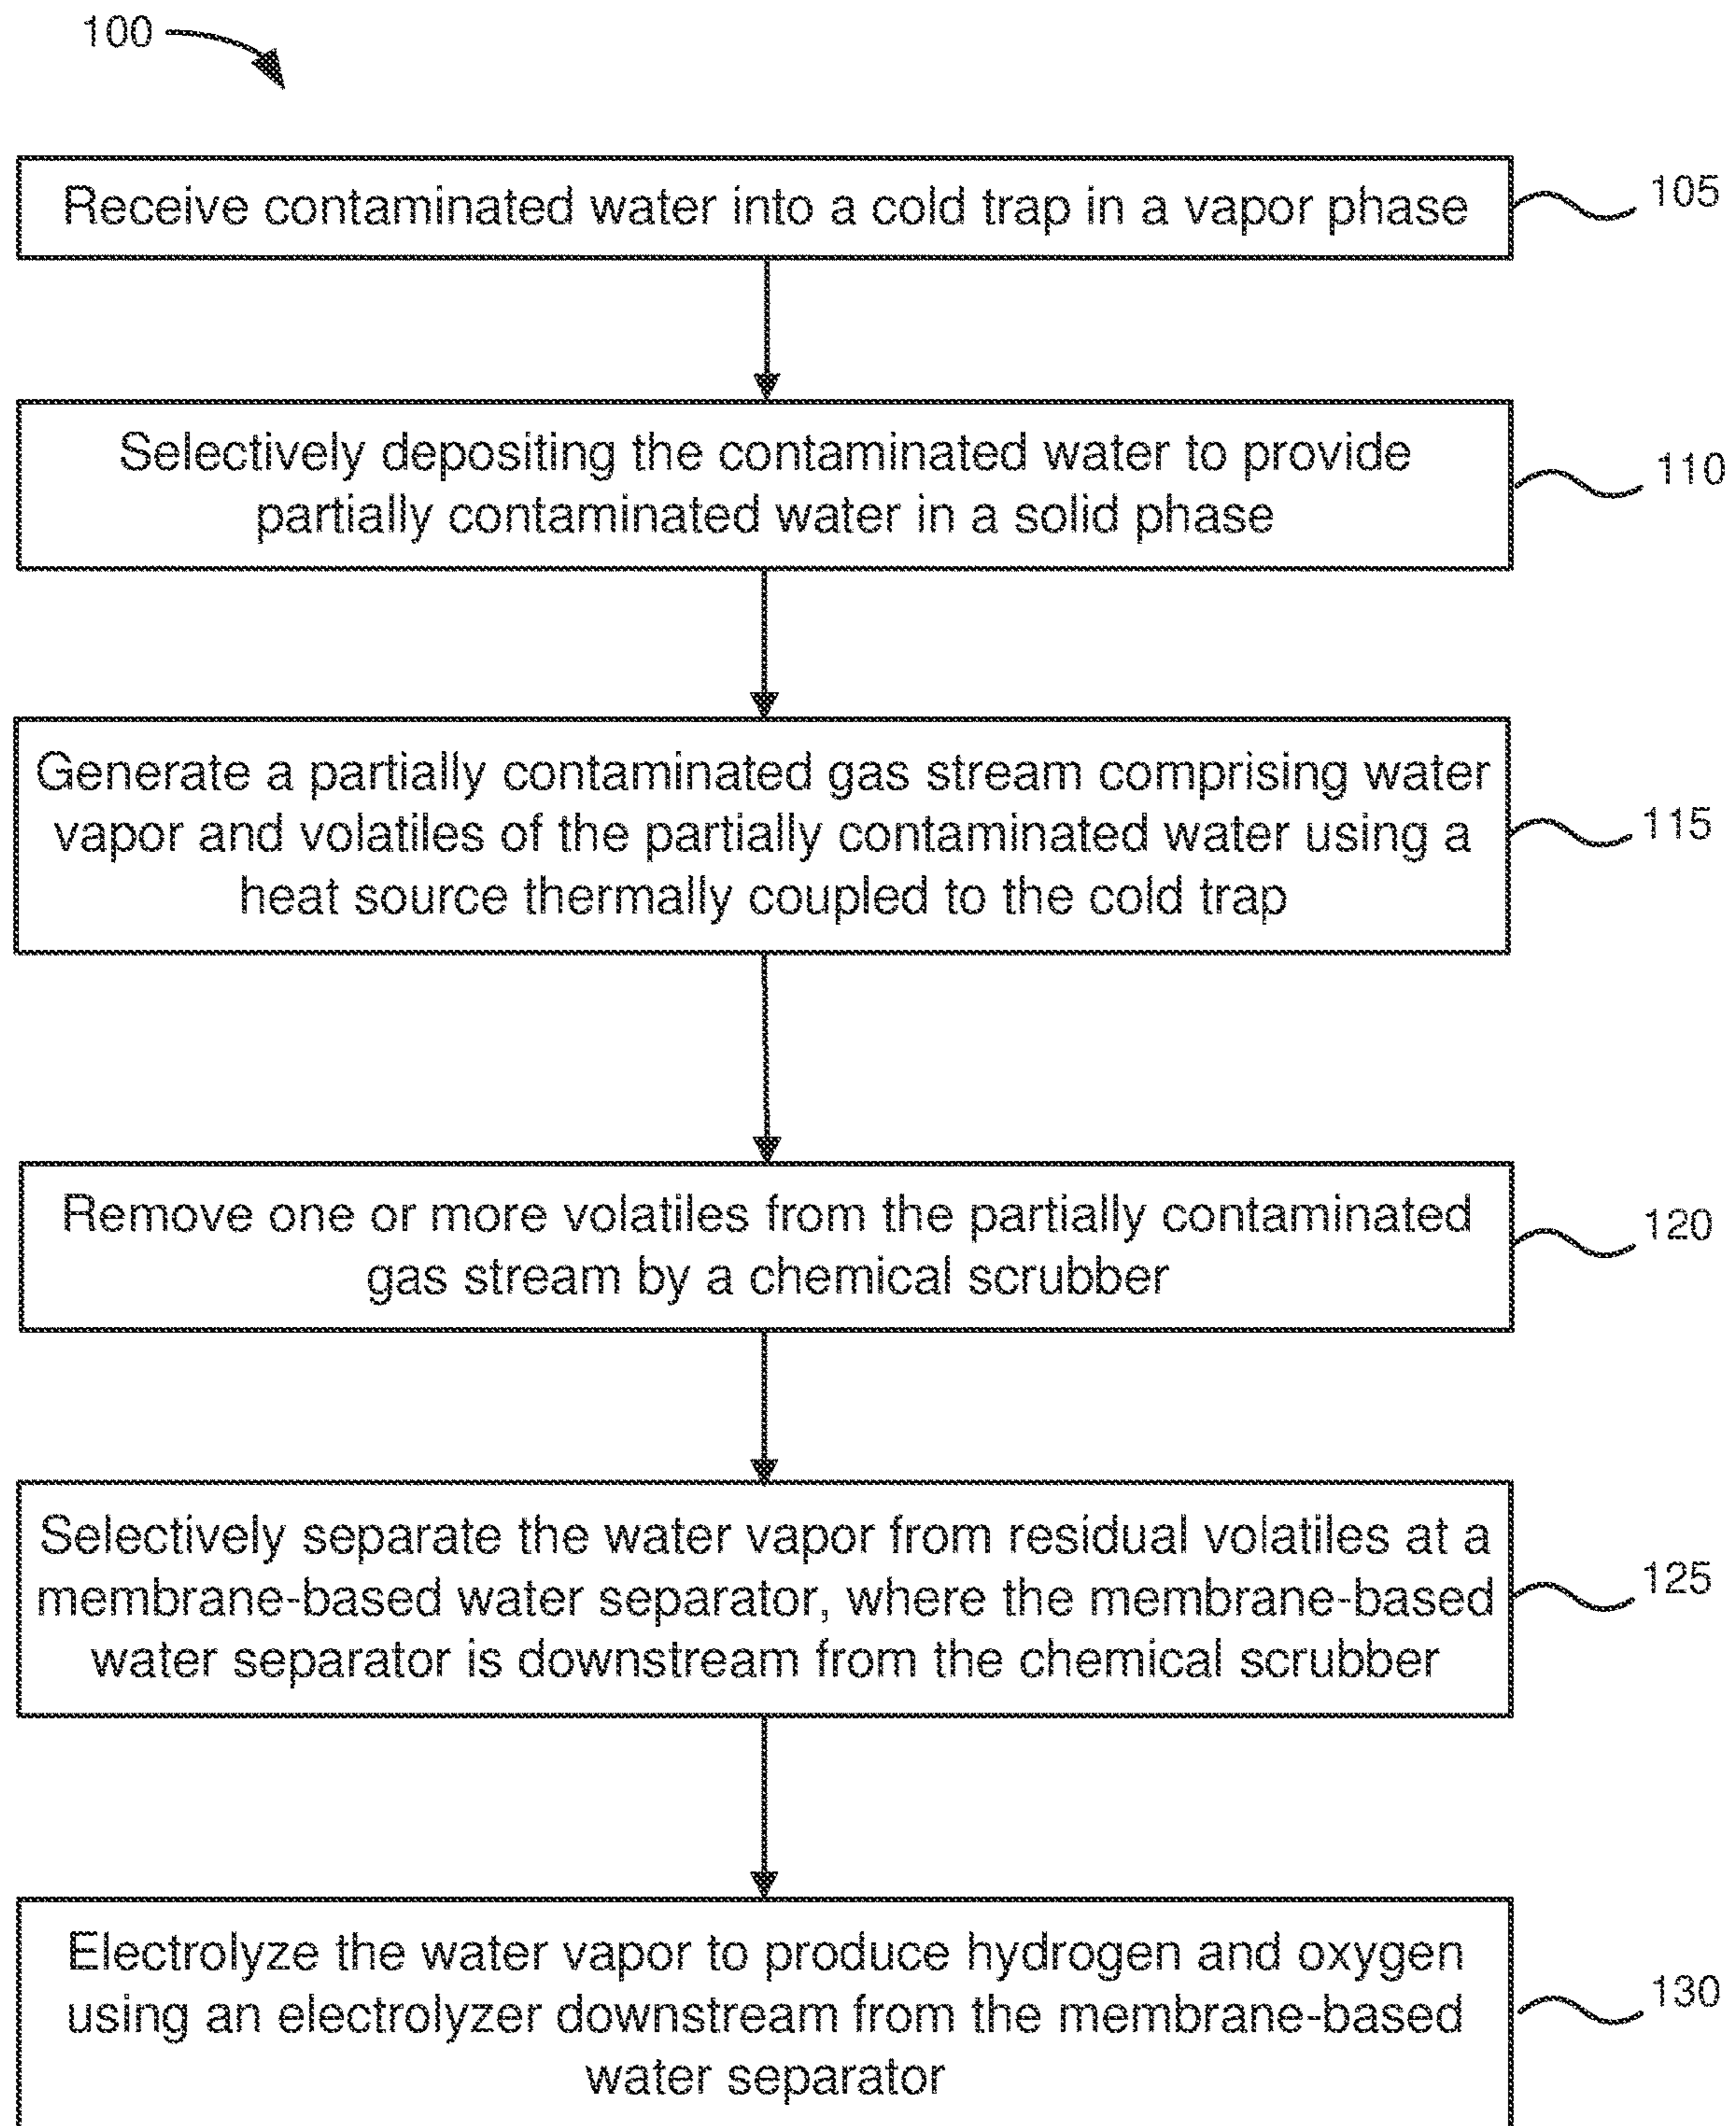 100
Receive contaminated water into a cold trap in a vapor phase
105
Selectively depositing the contaminated water to provide
partially contaminated water in a solid phase
110
Generate a partially contaminated gas stream comprising water
vapor and volatiles of the partially contaminated water using a
heat source thermally coupled to the cold trap
115
Remove one or more volatiles from the partially contaminated
gas stream by a chemical scrubber
120
Selectively separate the water vapor from residual volatiles at a
membrane-based water separator, where the membrane-based
water separator is downstream from the chemical scrubber
125
Electrolyze the water vapor to produce hydrogen and oxygen
using an electrolyzer downstream from the membrane-based
water separator
130